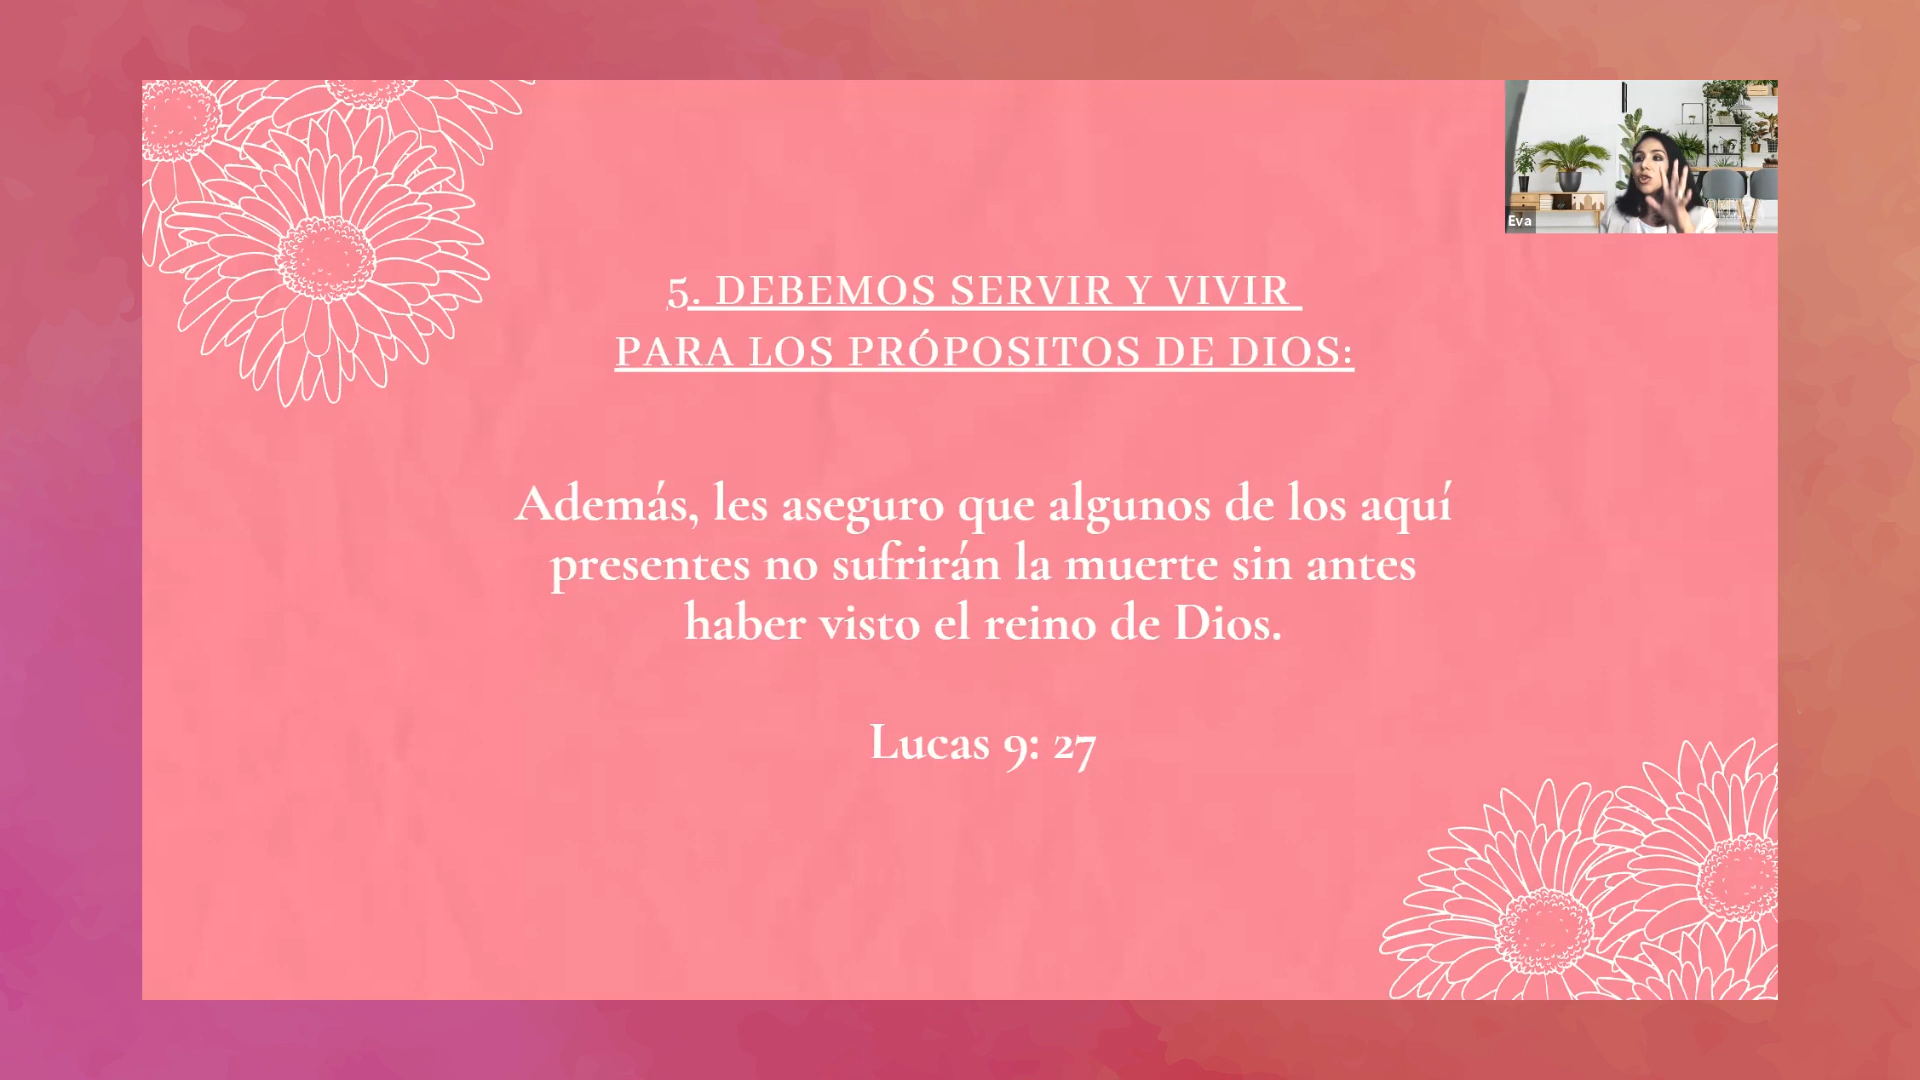 Eva
5. DEBEMOS SERVIR Y VIVIR
PARA LOS PRÓPOSITOS DE DIOS:
Además, les aseguro que algunos de los aquí
presentes no sufrirán la muerte sin antes
haber visto el reino de Dios.
Lucas 9: 27